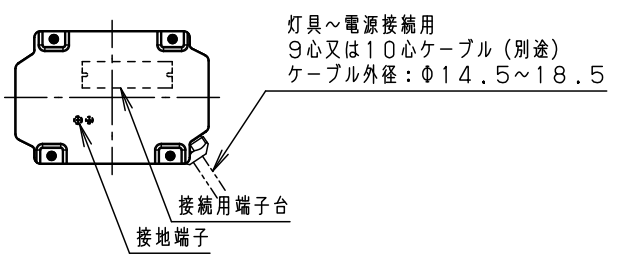 灯具～電源接続用
９心又は１０心ケーブル（別途）
ケーブル外径：Φ１４．５～１８．５
接続用端子台
接地端子